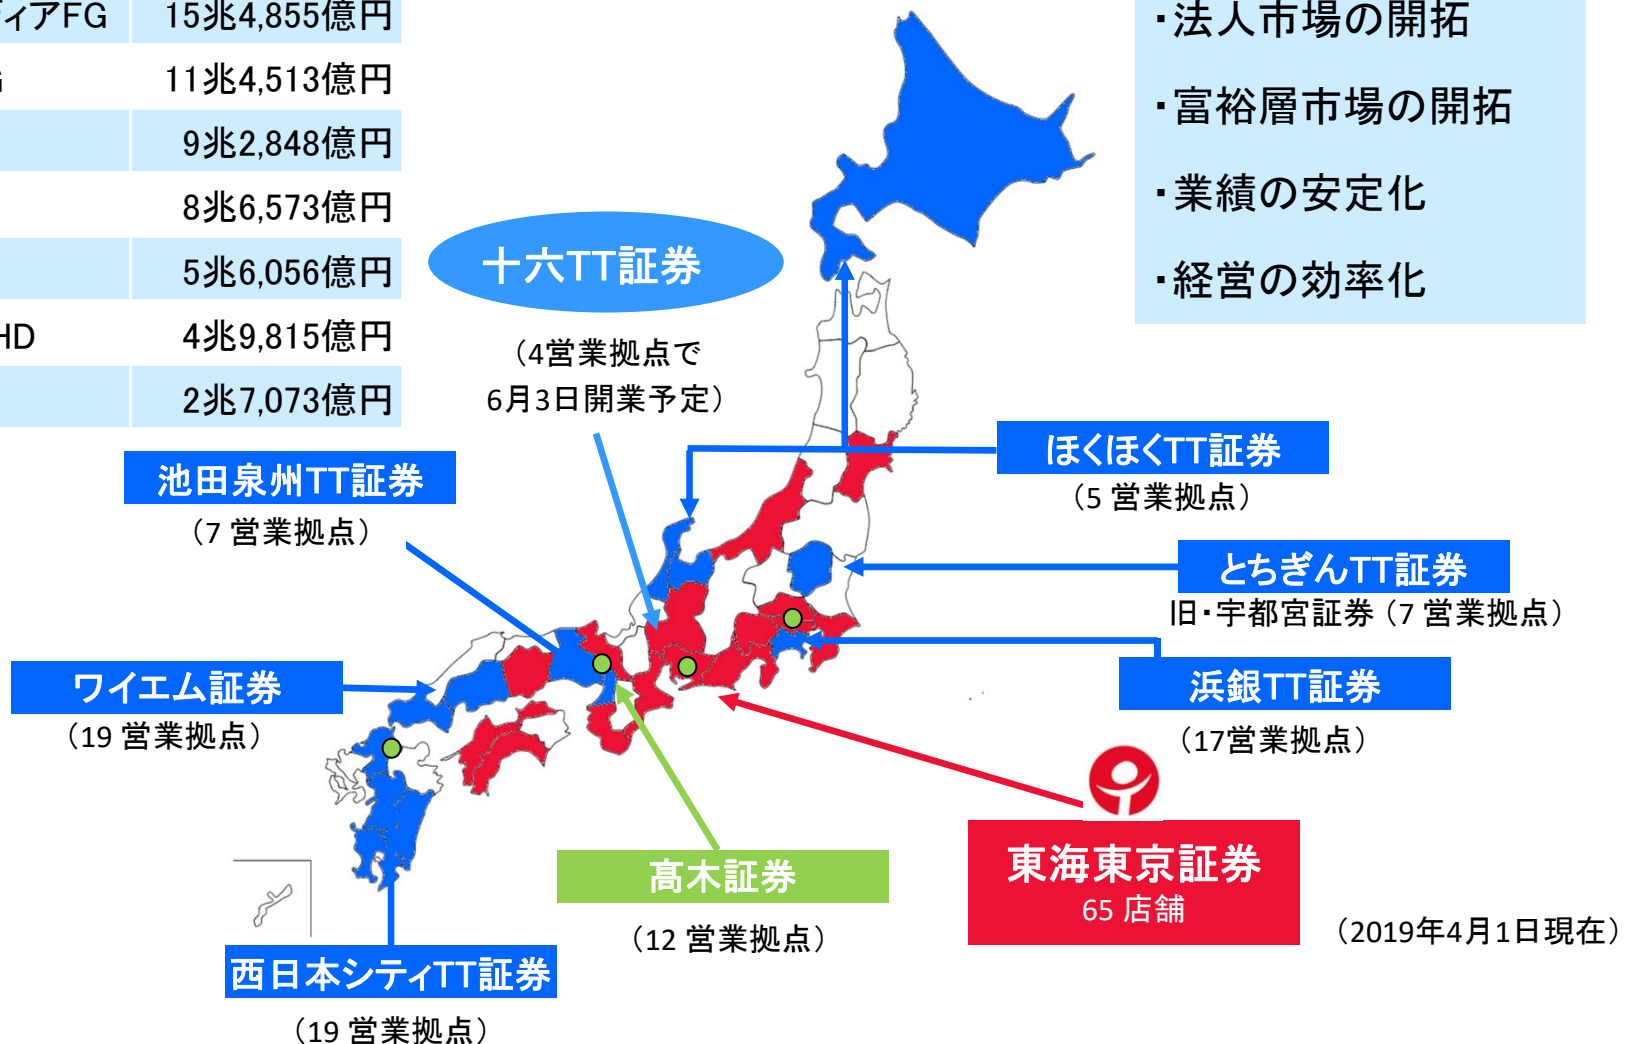 ディアFG 15兆4,855億円
G 11兆4,513億円
9兆2,848億円
8兆6,573億円
5兆6,056億円
HD 4兆9,815億円
2兆7,073億円
・法人市場の開拓
・富裕層市場の開拓
・業績の安定化
・経営の効率化
十六TT証券
（4営業拠点で
6月3日開業予定）
ほくほくTT証券
（5 営業拠点）
池田泉州TT証券
（7 営業拠点）
とちぎんTT証券
旧・宇都宮証券（7 営業拠点）
ワイエム証券
（19 営業拠点）
浜銀TT証券
（17営業拠点）
東海東京証券
65 店舗
髙木証券
（12 営業拠点）
（2019年4月1日現在）
西日本シティTT証券
（19 営業拠点）